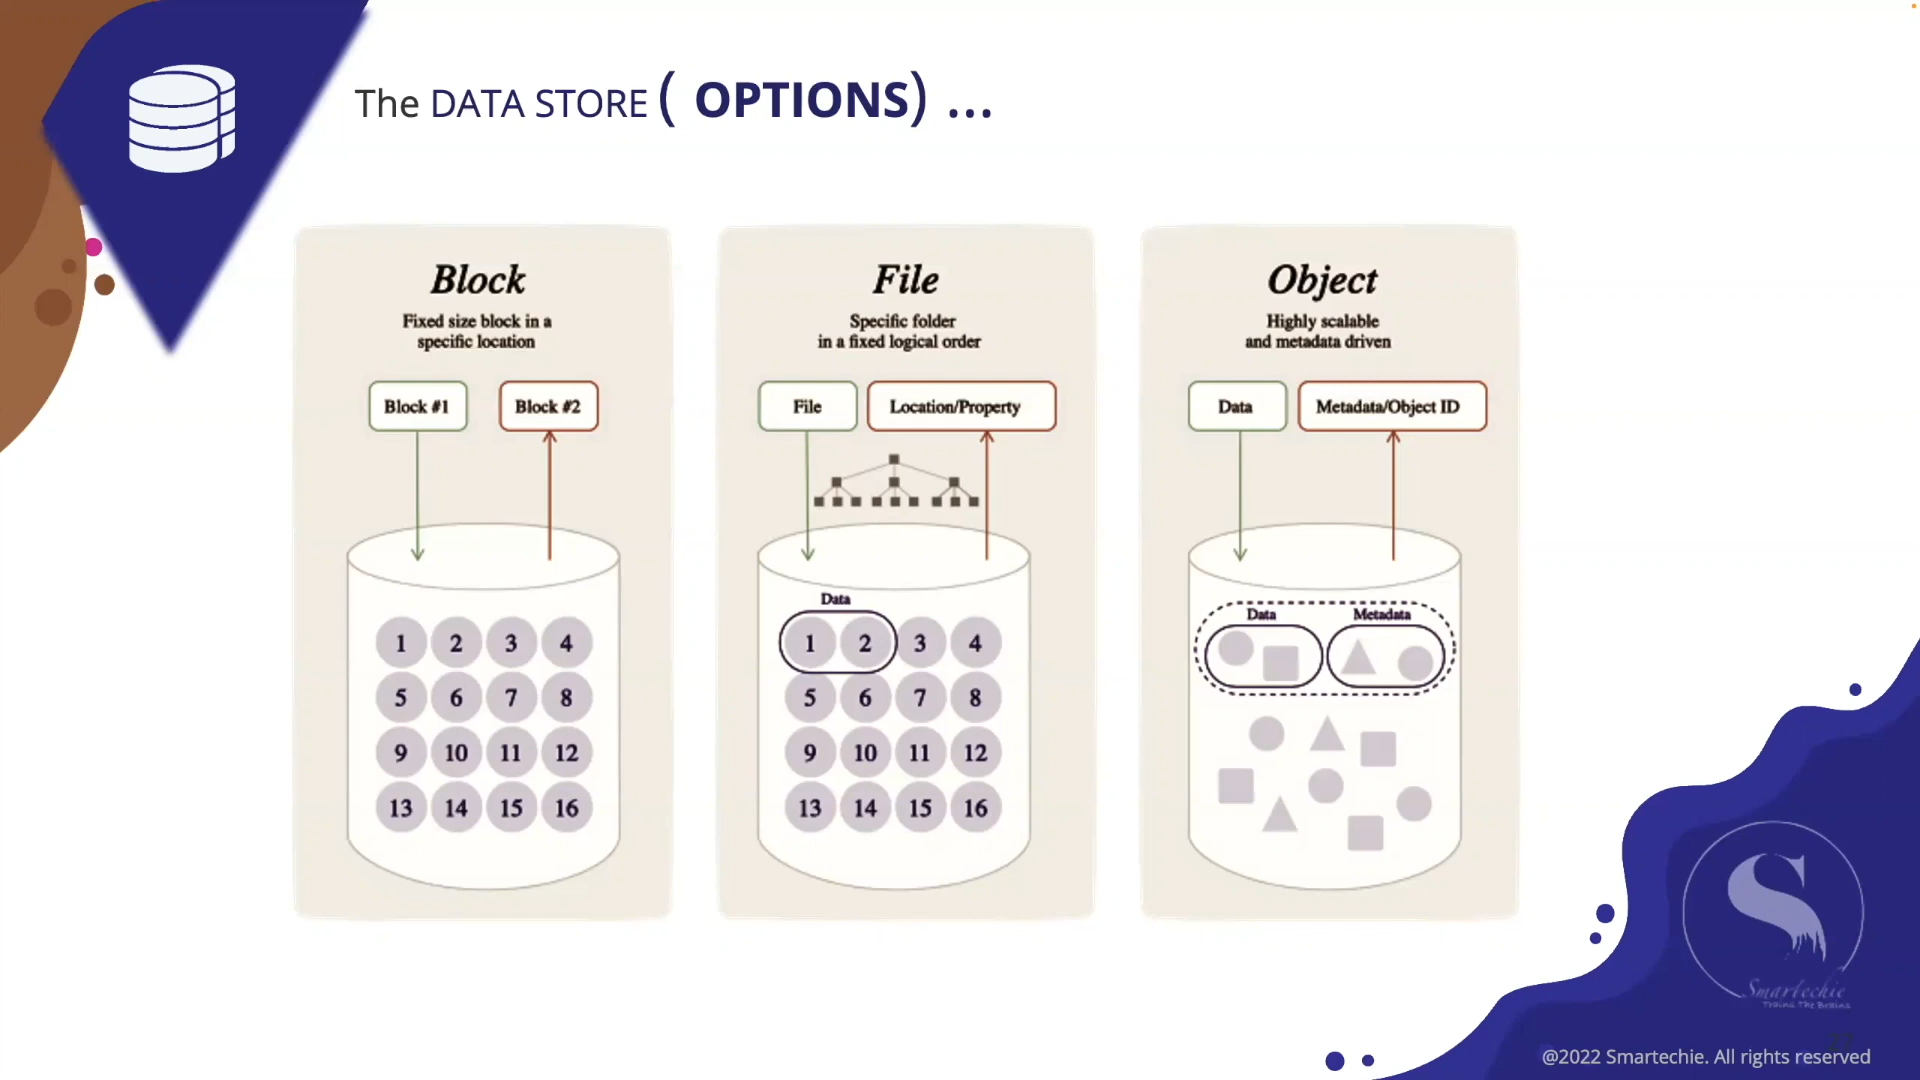 The DATA STORE ( OPTIONS) ...
Block
Fixed size block in a
specific location
Block #1
Block #2
1 2 3 4
5 6 7 8
9 10 11 12
13 14 15 16
File
Specific folder
in a fixed logical order
File
Location/Property
Data
1 2 3 4
5 6 7 8
9 10 11 12
13 14 15 16
Object
Highly scalable
and metadata driven
Data
Metadata/Object ID
Data
Metadata
S
Smartechie
Trains The Brains
@2022 Smartechie. All rights reserved